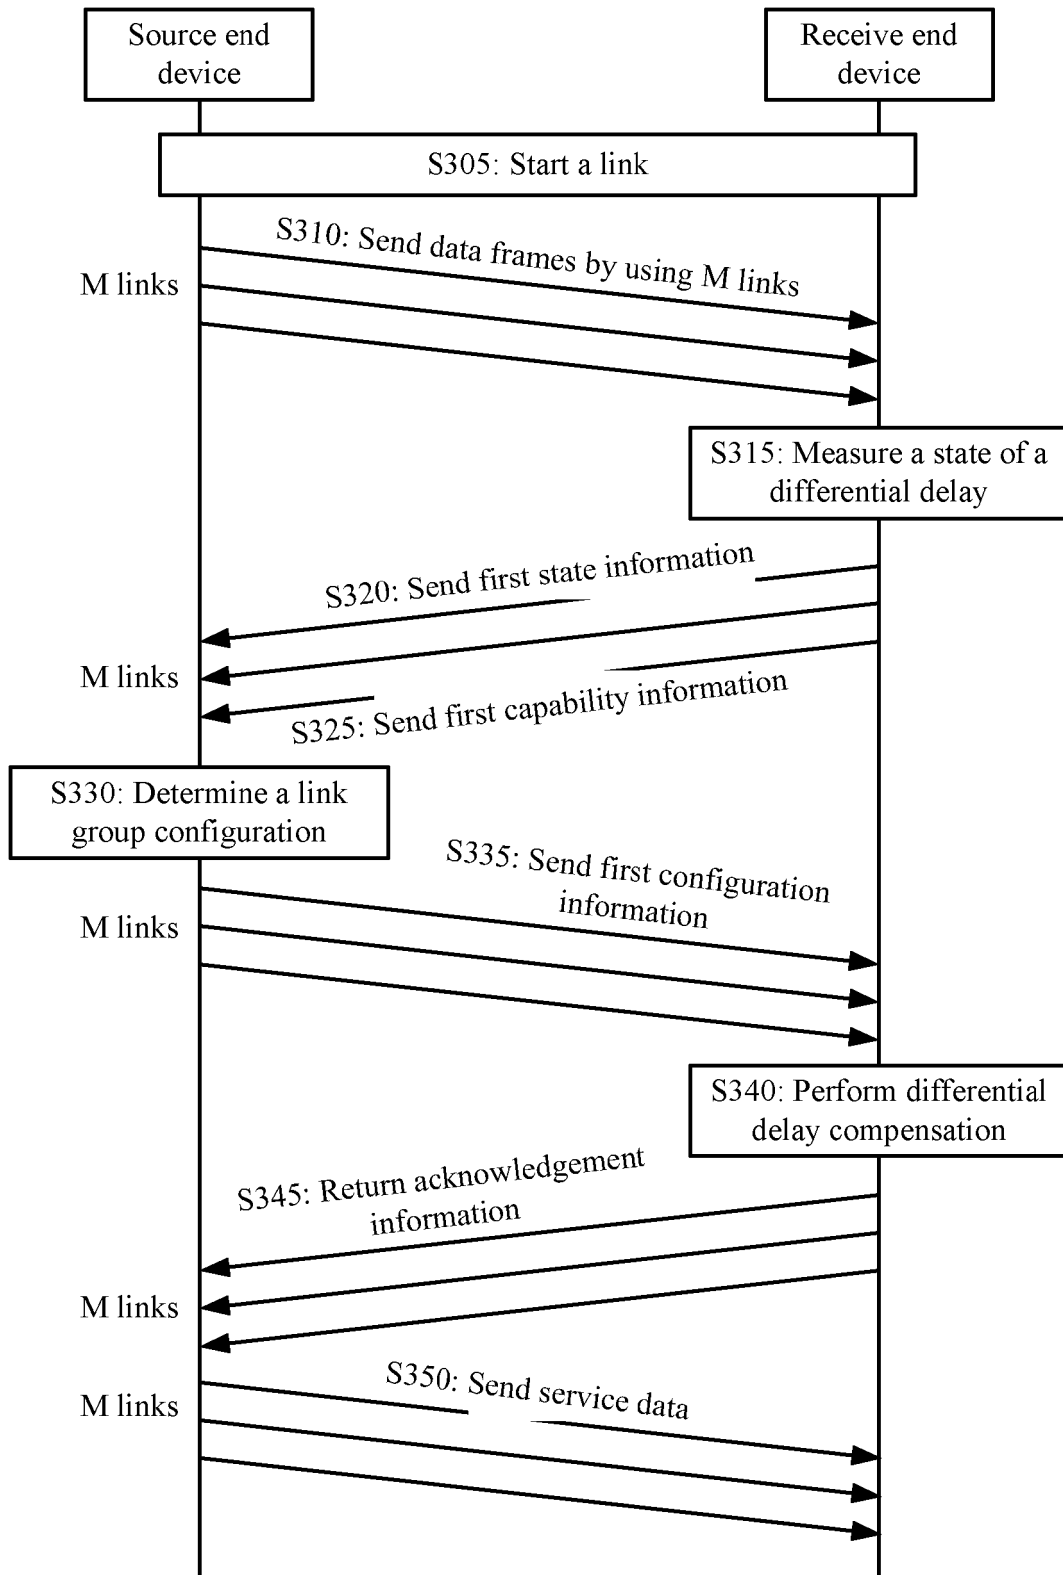 Source end
device
Receive end
device
S305: Start a link
S310: Send data frames by using M links
M links
S315: Measure a state of a
differential delay
S320: Send first state information
M links
S325: Send first capability information
S330: Determine a link
group configuration
S335: Send first configuration
information
M links
S340: Perform differential
delay compensation
S345: Return acknowledgement
information
M links
S350: Send service data
M links